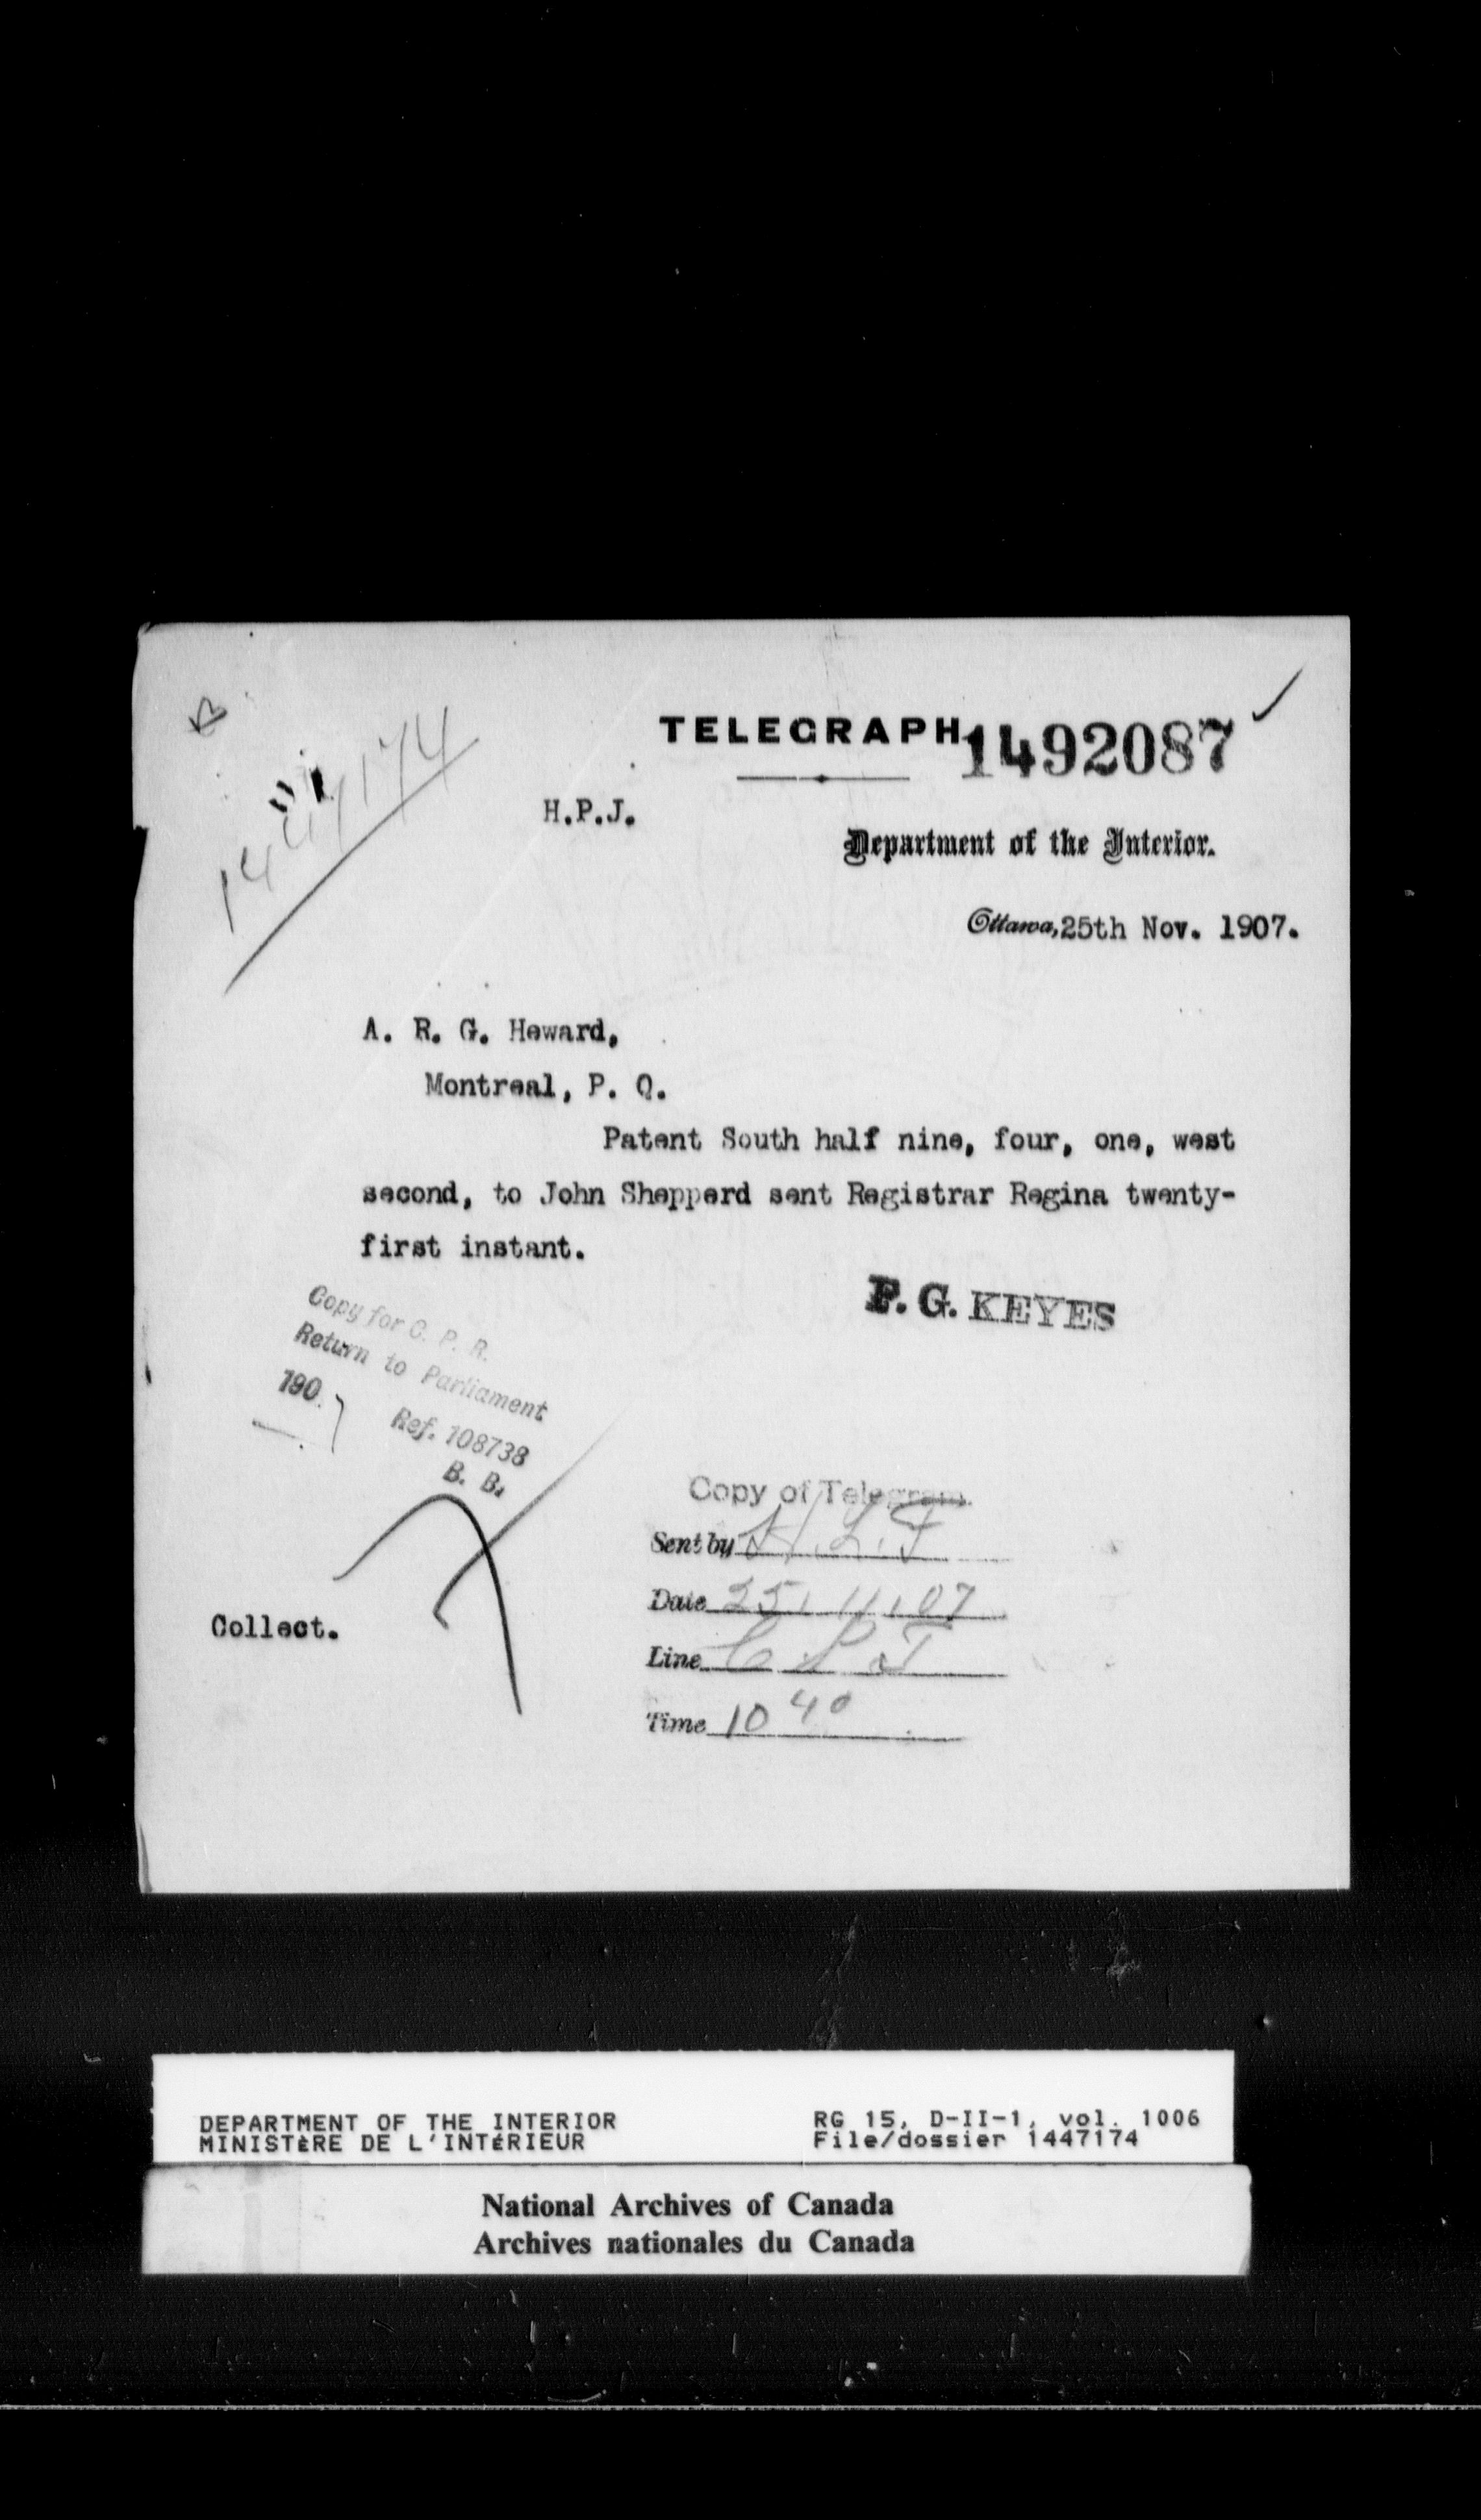 TELEGRAPH
1492087
1447174
H.P.J.
Department of the Interior.
Ottawa, 25th Nov. 1907.
A. R. G. Heward,
Montreal, P. Q.
Patent South half nine, four, one, west
second, to John Shepperd sent Registrar Regina twenty-
first instant.
P. G. KEYES
Copy for C. P. R.
Return to Parliament
190 7
Ref. 108738
B. B.
Collect.
Copy of Telegram.
Sent by H. L. F
Date 25.11.07
Line C P T
Time 10 40
DEPARTMENT OF THE INTERIOR
MINISTÈRE DE L'INTÉRIEUR
RG 15, D-II-1, vol. 1006
File/dossier 1447174
National Archives of Canada
Archives nationales du Canada